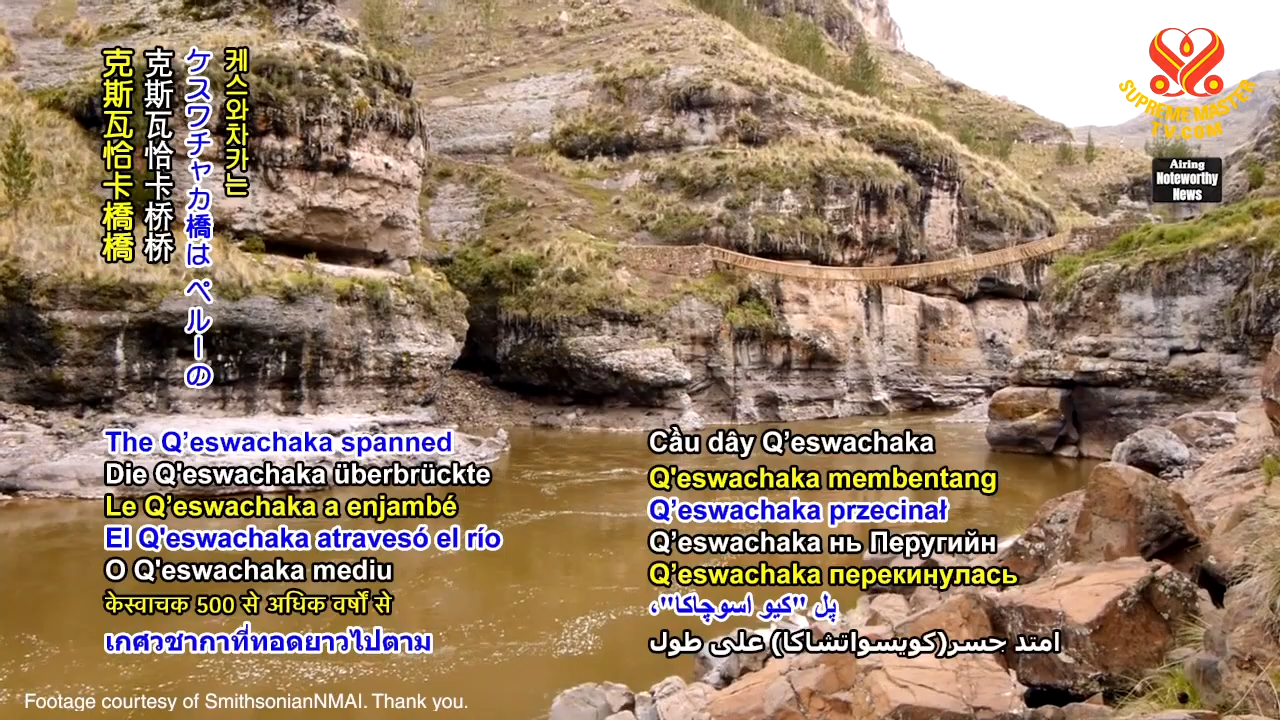 克斯瓦恰卡橋橋
克斯瓦恰卡桥桥
ケスワチャカ橋は ペルーの
케스와차카는
SUPREME MASTER
TV.COM
Airing
Noteworthy
News
The Q’eswachaka spanned
Die Q'eswachaka überbrückte
Le Q’eswachaka a enjambé
El Q'eswachaka atravesó el río
O Q'eswachaka mediu
केस्वाचक 500 से अधिक वर्षों से
เกศวชากาที่ทอดยาวไปตาม
Cầu dây Q’eswachaka
Q'eswachaka membentang
Q’eswachaka przecinał
Q’eswachaka нь Перугийн
Q’eswachaka перекинулась
پل "کیو اسوچاکا"،
امتد جسر(كويسواتشاكا) على طول
Footage courtesy of SmithsonianNMAI. Thank you.